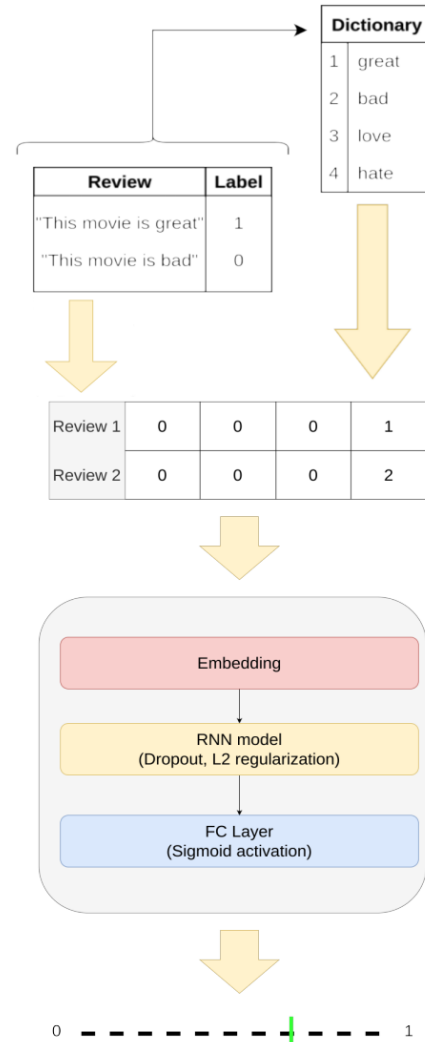 Dictionary
1 great
2 bad
3 love
4 hate
Review Label
"This movie is great" 1
"This movie is bad" 0
Review 1 0 0 0 1
Review 2 0 0 0 2
Embedding
RNN model
(Dropout, L2 regularization)
FC Layer
(Sigmoid activation)
0 1